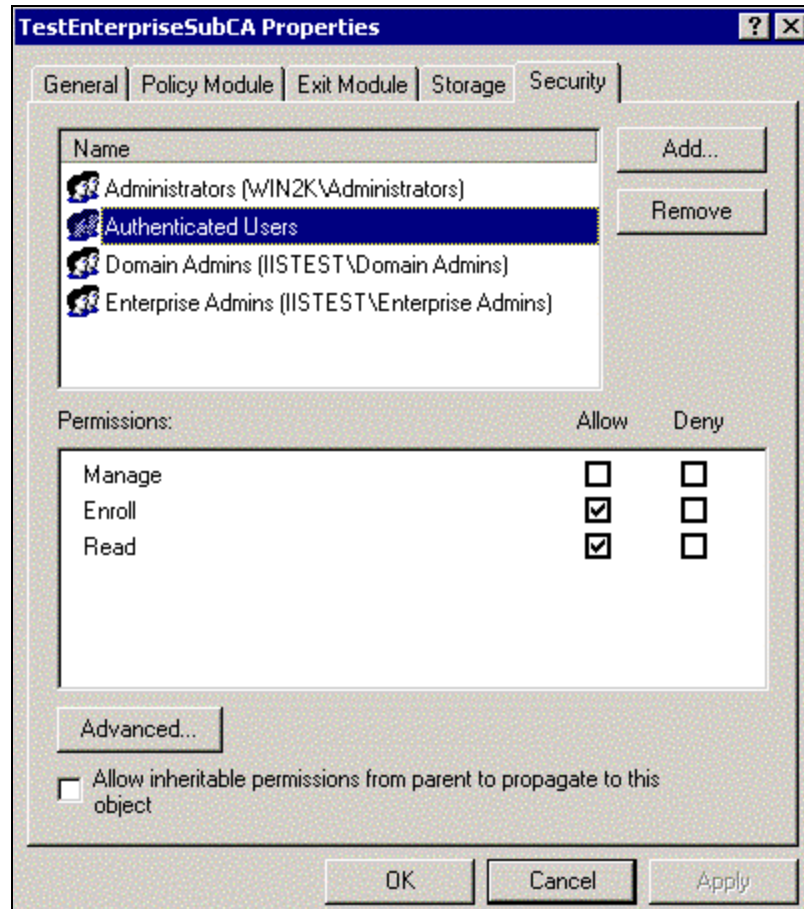 TestEnterpriseSubCA Properties
General Policy Module Exit Module Storage Security
Name
Administrators (WIN2K\Administrators)
Authenticated Users
Domain Admins (IISTEST\Domain Admins)
Enterprise Admins (IISTEST\Enterprise Admins)
Add...
Remove
Permissions: Allow Deny
Manage
Enroll
Read
Advanced...
Allow inheritable permissions from parent to propagate to this
object
OK Cancel Apply